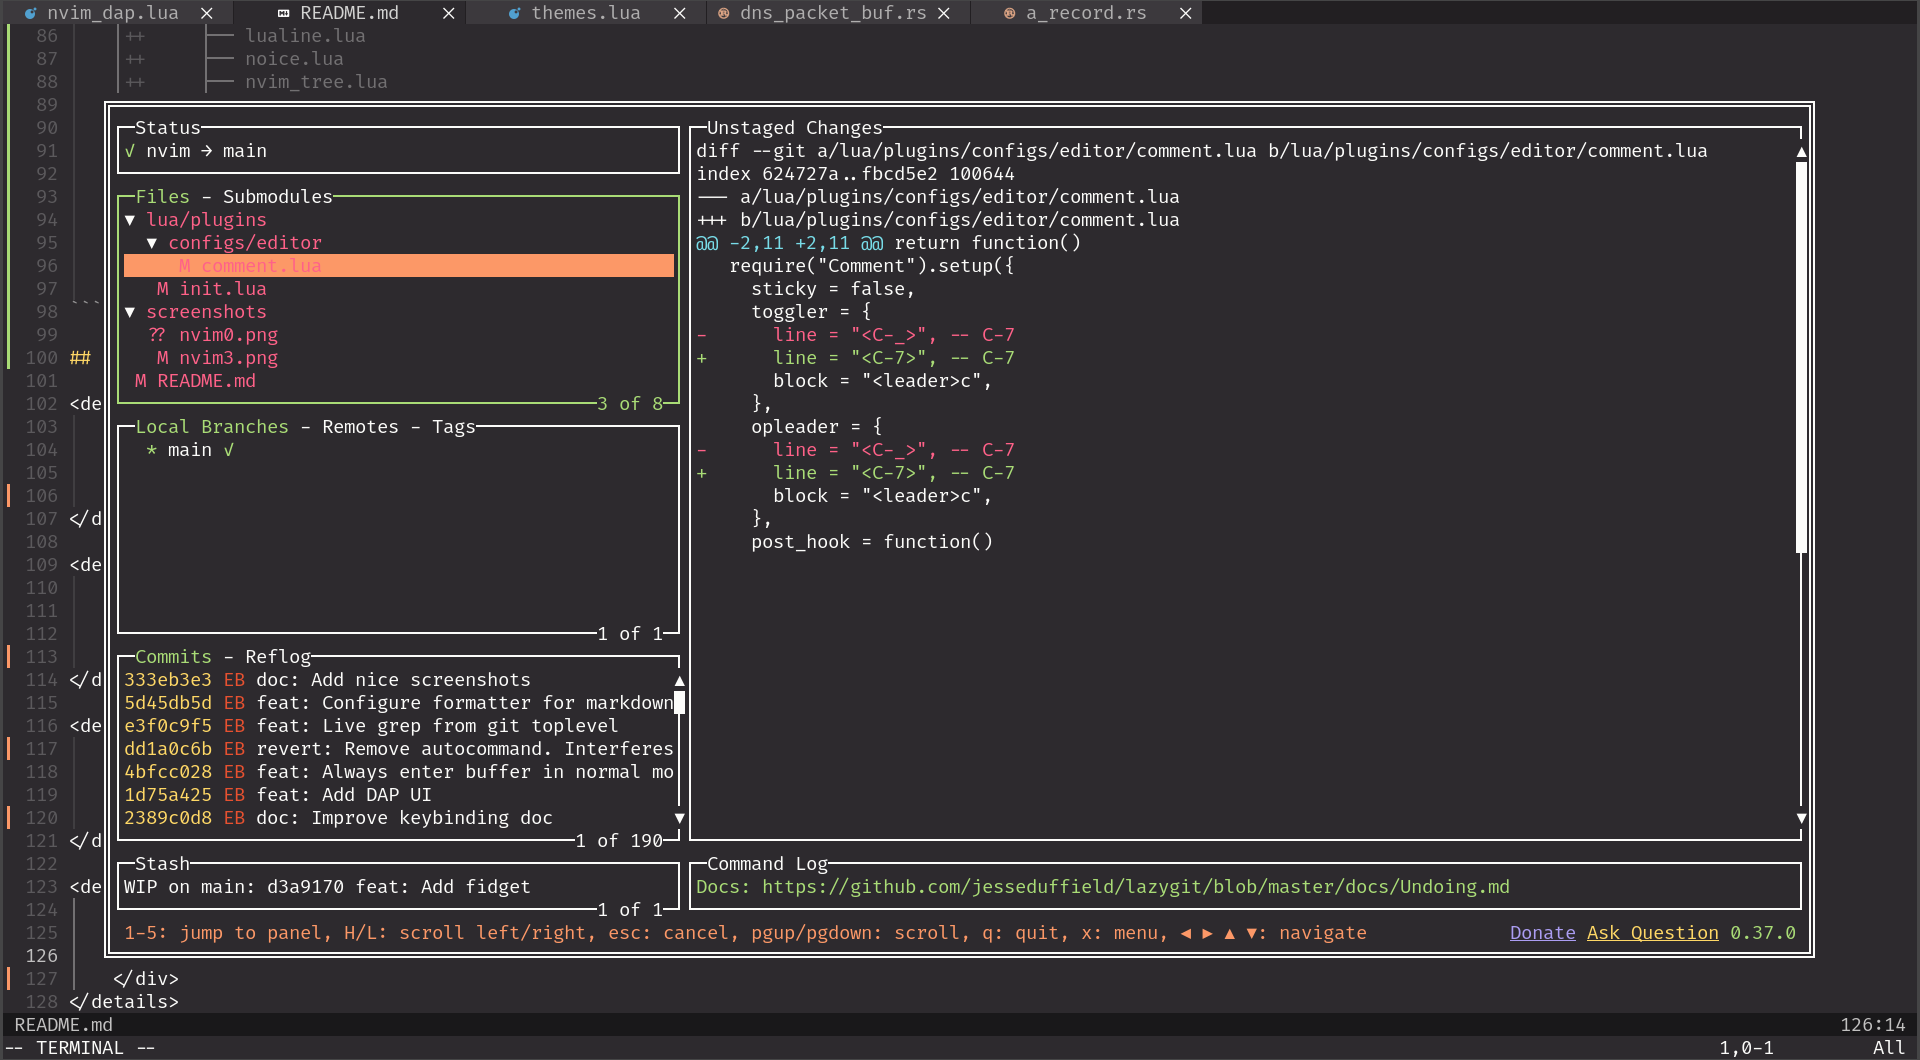 nvim_dap.lua × README.md × themes.lua × dns_packet_buf.rs × a_record.rs ×
86 ++ ├── lualine.lua
87 ++ ├── noice.lua
88 ++ ├── nvim_tree.lua
89
90
91
92
93
94
95
96
97
98 ```
99
100 ##
101
102 <de
103
104
105
106
107 </d
108
109 <de
110
111
112
113
114 </d
115
116 <de
117
118
119
120
121 </d
122
123 <de
124
125
126
127 </div>
128 </details>
Status
✓ nvim → main
Files - Submodules
▼ lua/plugins
▼ configs/editor
M comment.lua
M init.lua
▼ screenshots
?? nvim0.png
M nvim3.png
M README.md
3 of 8
Local Branches - Remotes - Tags
* main ✓
1 of 1
Commits - Reflog
333eb3e3 EB doc: Add nice screenshots
5d45db5d EB feat: Configure formatter for markdown
e3f0c9f5 EB feat: Live grep from git toplevel
dd1a0c6b EB revert: Remove autocommand. Interferes
4bfcc028 EB feat: Always enter buffer in normal mo
1d75a425 EB feat: Add DAP UI
2389c0d8 EB doc: Improve keybinding doc
1 of 190
Stash
WIP on main: d3a9170 feat: Add fidget
1 of 1
Unstaged Changes
diff --git a/lua/plugins/configs/editor/comment.lua b/lua/plugins/configs/editor/comment.lua
index 624727a..fbcd5e2 100644
--- a/lua/plugins/configs/editor/comment.lua
+++ b/lua/plugins/configs/editor/comment.lua
@@ -2,11 +2,11 @@ return function()
require("Comment").setup({
sticky = false,
toggler = {
- line = "<C-_>", -- C-7
+ line = "<C-7>", -- C-7
block = "<leader>c",
},
opleader = {
- line = "<C-_>", -- C-7
+ line = "<C-7>", -- C-7
block = "<leader>c",
},
post_hook = function()
Command Log
Docs: https://github.com/jesseduffield/lazygit/blob/master/docs/Undoing.md
1-5: jump to panel, H/L: scroll left/right, esc: cancel, pgup/pgdown: scroll, q: quit, x: menu, ◄ ► ▲ ▼: navigate Donate Ask Question 0.37.0
README.md 126:14
-- TERMINAL -- 1,0-1 All